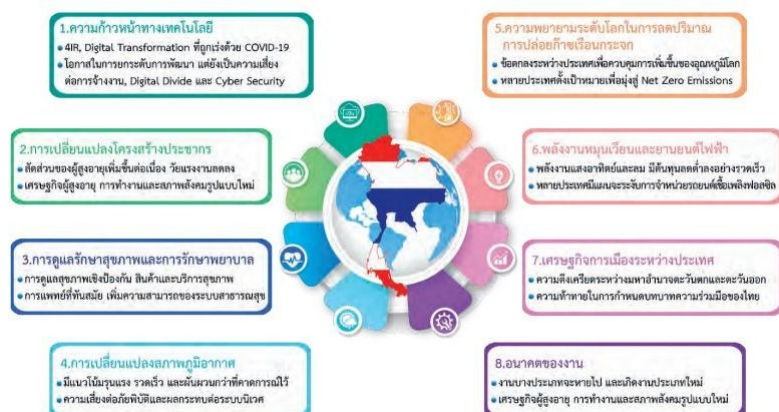 1.ความก้าวหน้าทางเทคโนโลยี
• 4IR, Digital Transformation ที่ถูกเร่งด้วย COVID-19
• โอกาสในการยกระดับการพัฒนา แต่ยังเป็นความเสี่ยง
ต่อการจ้างงาน, Digital Divide และ Cyber Security
2.การเปลี่ยนแปลงโครงสร้างประชากร
• สัดส่วนของผู้สูงอายุเพิ่มขึ้นต่อเนื่อง วัยแรงงานลดลง
• เศรษฐกิจผู้สูงอายุ การทำงานและสภาพสังคมรูปแบบใหม่
3.การดูแลรักษาสุขภาพและการรักษาพยาบาล
• การดูแลสุขภาพเชิงป้องกัน สินค้าและบริการสุขภาพ
• การแพทย์ที่ทันสมัย เพิ่มความสามารถของระบบสาธารณสุข
4.การเปลี่ยนแปลงสภาพภูมิอากาศ
• มีแนวโน้มรุนแรง รวดเร็ว และผันผวนกว่าที่คาดการณ์ไว้
• ความเสี่ยงต่อภัยพิบัติและผลกระทบต่อระบบนิเวศ
5.ความพยายามระดับโลกในการลดปริมาณ
การปล่อยก๊าซเรือนกระจก
• ข้อตกลงระหว่างประเทศเพื่อควบคุมการเพิ่มขึ้นของอุณหภูมิโลก
• หลายประเทศตั้งเป้าหมายเพื่อมุ่งสู่ Net Zero Emissions
6.พลังงานหมุนเวียนและยานยนต์ไฟฟ้า
• พลังงานแสงอาทิตย์และลม มีต้นทุนลดต่ำลงอย่างรวดเร็ว
• หลายประเทศมีแผนจะระงับการจำหน่ายรถยนต์เชื้อเพลิงฟอสซิล
7.เศรษฐกิจการเมืองระหว่างประเทศ
• ความตึงเครียดระหว่างมหาอำนาจตะวันตกและตะวันออก
• ความท้าทายในการกำหนดบทบาทความร่วมมือของไทย
8.อนาคตของงาน
• งานบางประเภทจะหายไป และเกิดงานประเภทใหม่
• เศรษฐกิจผู้สูงอายุ การทำงานและสภาพสังคมรูปแบบใหม่